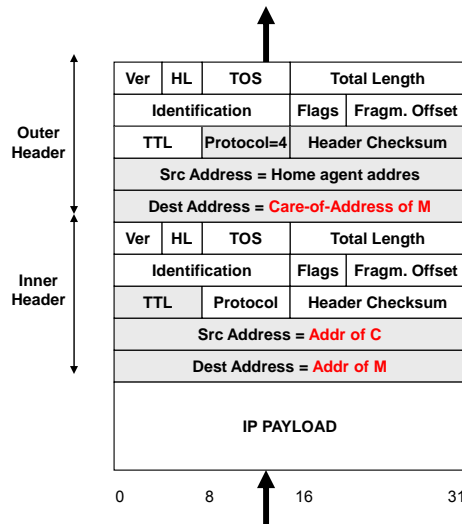 Ver HL TOS Total Length
Identification Flags Fragm. Offset
Outer
Header
TTL Protocol=4 Header Checksum
Src Address = Home agent addres
Dest Address = Care-of-Address of M
Ver HL TOS Total Length
Identification Flags Fragm. Offset
Inner
Header
TTL Protocol Header Checksum
Src Address = Addr of C
Dest Address = Addr of M
IP PAYLOAD
0 8 16 31